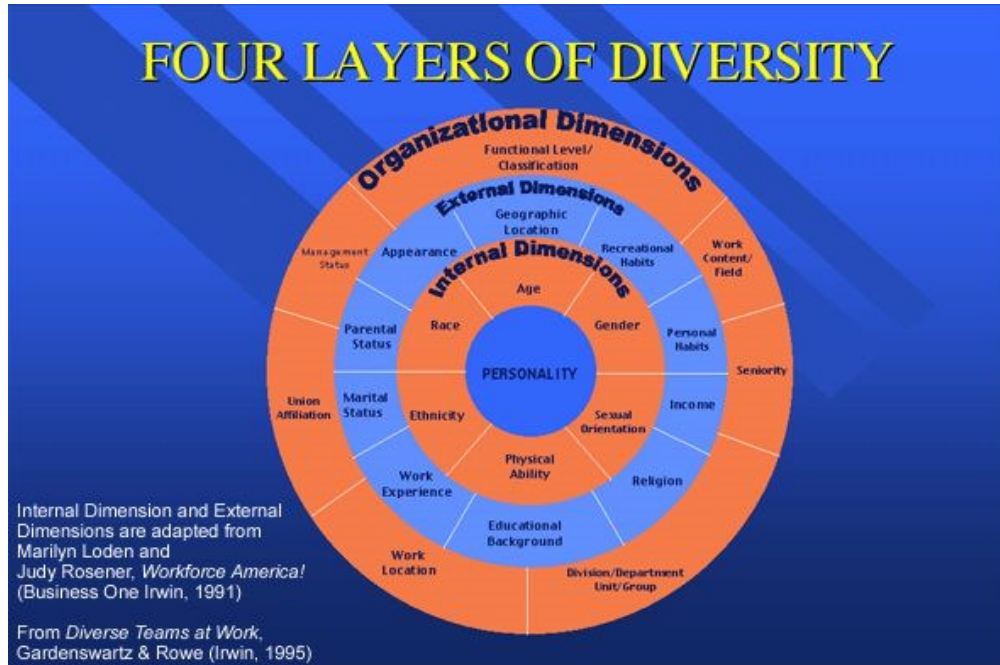 FOUR LAYERS OF DIVERSITY
Organizational Dimensions
Functional Level/
Classification
External Dimensions
Geographic
Location
Appearance
Recreational
Habits
Internal Dimensions
Management
Status
Work
Content/
Field
Age
Race
Gender
Parental
Status
Personal
Habits
PERSONALITY
Seniority
Union
Affiliation
Marital
Status
Ethnicity
Sexual
Orientation
Income
Physical
Ability
Work
Experience
Religion
Educational
Background
Work
Location
Division/Department
Unit/Group
Internal Dimension and External
Dimensions are adapted from
Marilyn Loden and
Judy Rosener, Workforce America!
(Business One Irwin, 1991)
From Diverse Teams at Work,
Gardenswartz & Rowe (Irwin, 1995)